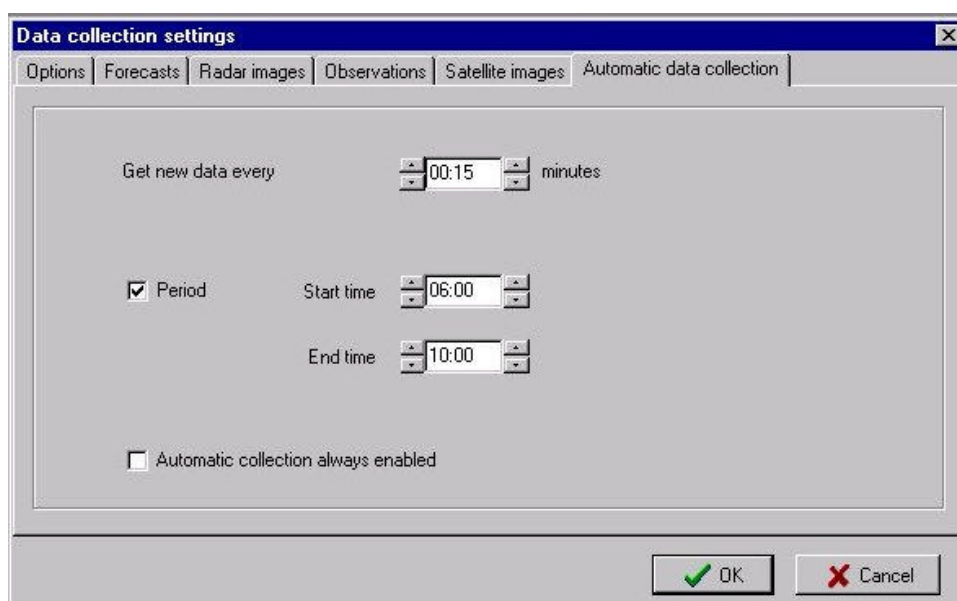 Data collection settings
Options Forecasts Radar images Observations Satellite images Automatic data collection
Get new data every 00:15 minutes
Period Start time 06:00
End time 10:00
Automatic collection always enabled
OK Cancel